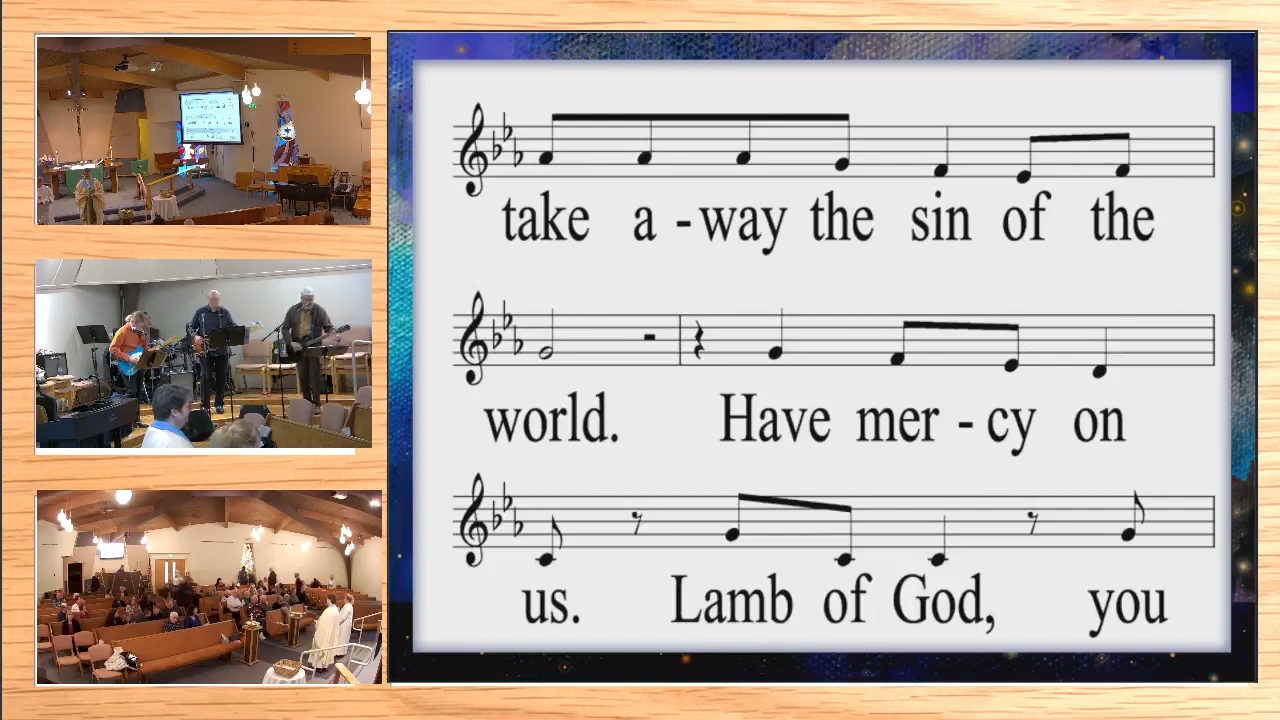 take a - way the sin of the
world. Have mer - cy on
us. Lamb of God, you